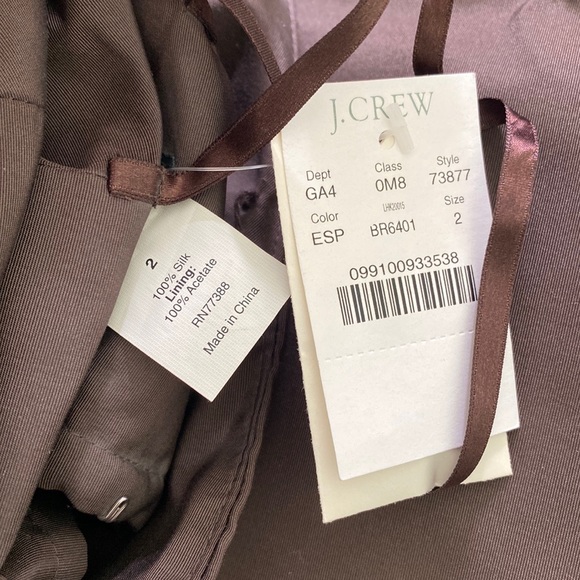 J.CREW
Dept Class Style
GA4 0M8 73877
Color LHK20015 Size
ESP BR6401 2
099100933538
2
100% Silk
Lining:
100% Acetate
RN77388
Made in China